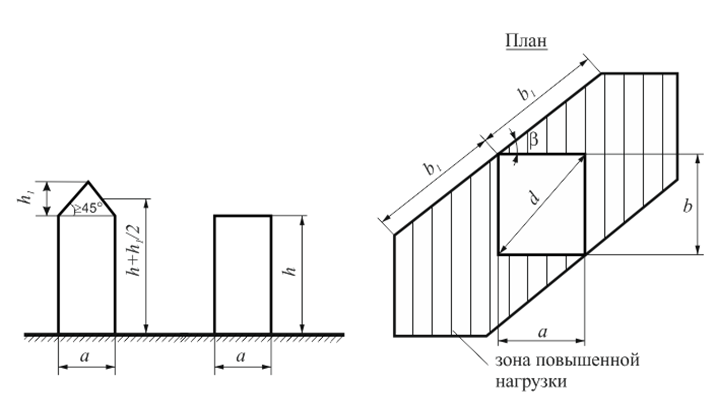 План
h₁
≥45°
h+h₁/2
a
h
a
b₁
b₁
β
d
b
a
зона повышенной
нагрузки